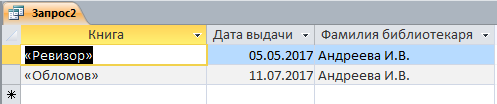 Запрос2
Книга Дата выдачи Фамилия библиотекаря
«Ревизор» 05.05.2017 Андреева И.В.
«Обломов» 11.07.2017 Андреева И.В.